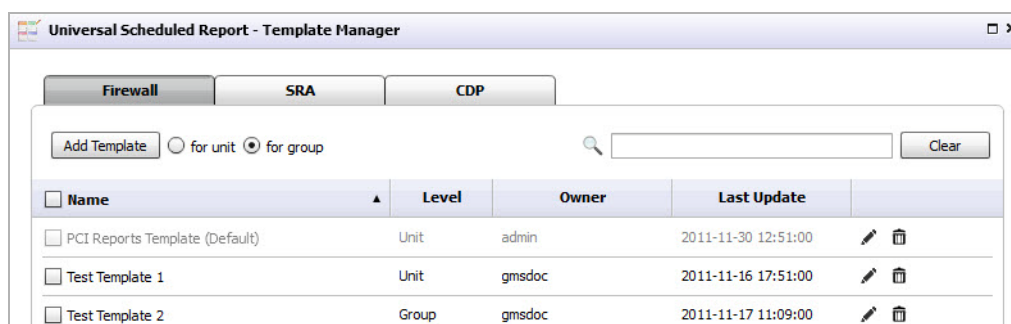 Universal Scheduled Report - Template Manager
Firewall SRA CDP
Add Template for unit for group Clear
Name Level Owner Last Update
PCI Reports Template (Default) Unit admin 2011-11-30 12:51:00
Test Template 1 Unit gmsdoc 2011-11-16 17:51:00
Test Template 2 Group gmsdoc 2011-11-17 11:09:00